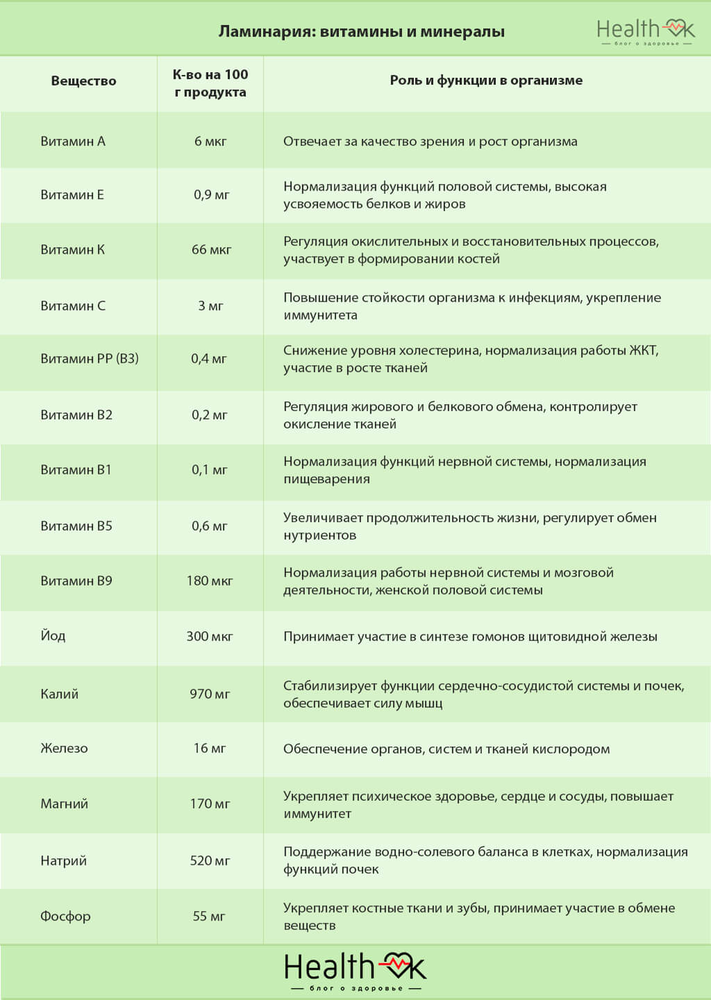 Ламинария: витамины и минералы
Health OK
блог о здоровье
Вещество
К-во на 100
г продукта
Роль и функции в организме
Витамин А
6 мкг
Отвечает за качество зрения и рост организма
Витамин Е
0,9 мг
Нормализация функций половой системы, высокая
усвояемость белков и жиров
Витамин К
66 мкг
Регуляция окислительных и восстановительных процессов,
участвует в формировании костей
Витамин С
3 мг
Повышение стойкости организма к инфекциям, укрепление
иммунитета
Витамин РР (В3)
0,4 мг
Снижение уровня холестерина, нормализация работы ЖКТ,
участие в росте тканей
Витамин В2
0,2 мг
Регуляция жирового и белкового обмена, контролирует
окисление тканей
Витамин В1
0,1 мг
Нормализация функций нервной системы, нормализация
пищеварения
Витамин В5
0,6 мг
Увеличивает продолжительность жизни, регулирует обмен
нутриентов
Витамин В9
180 мкг
Нормализация работы нервной системы и мозговой
деятельности, женской половой системы
Йод
300 мкг
Принимает участие в синтезе гомонов щитовидной железы
Калий
970 мг
Стабилизирует функции сердечно-сосудистой системы и почек,
обеспечивает силу мышц
Железо
16 мг
Обеспечение органов, систем и тканей кислородом
Магний
170 мг
Укрепляет психическое здоровье, сердце и сосуды, повышает
иммунитет
Натрий
520 мг
Поддержание водно-солевого баланса в клетках, нормализация
функций почек
Фосфор
55 мг
Укрепляет костные ткани и зубы, принимает участие в обмене
веществ
Health OK
блог о здоровье